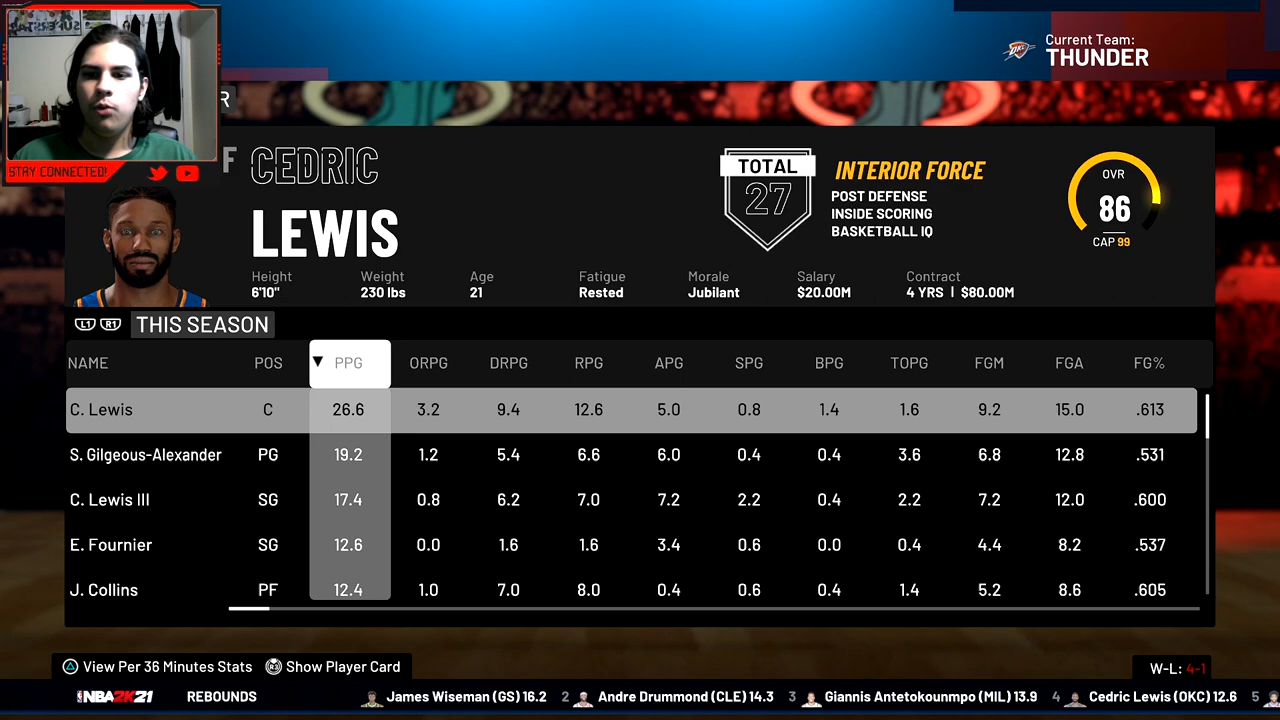 SUPERSTAR
Current Team:
THUNDER
R
STAY CONNECTED!
F
CEDRIC
LEWIS
TOTAL
27
INTERIOR FORCE
POST DEFENSE
INSIDE SCORING
BASKETBALL IQ
OVR
86
CAP 99
Height Weight Age Fatigue Morale Salary Contract
6'10" 230 lbs 21 Rested Jubilant $20.00M 4 YRS | $80.00M
L1 R1 THIS SEASON
NAME POS PPG ORPG DRPG RPG APG SPG BPG TOPG FGM FGA FG%
C. Lewis C 26.6 3.2 9.4 12.6 5.0 0.8 1.4 1.6 9.2 15.0 .613
S. Gilgeous-Alexander PG 19.2 1.2 5.4 6.6 6.0 0.4 0.4 3.6 6.8 12.8 .531
C. Lewis III SG 17.4 0.8 6.2 7.0 7.2 2.2 0.4 2.2 7.2 12.0 .600
E. Fournier SG 12.6 0.0 1.6 1.6 3.4 0.6 0.0 0.4 4.4 8.2 .537
J. Collins PF 12.4 1.0 7.0 8.0 0.4 0.6 0.4 1.4 5.2 8.6 .605
View Per 36 Minutes Stats R3 Show Player Card
W-L: 4-1
NBA2K21 REBOUNDS James Wiseman (GS) 16.2 2 Andre Drummond (CLE) 14.3 3 Giannis Antetokounmpo (MIL) 13.9 4 Cedric Lewis (OKC) 12.6 5